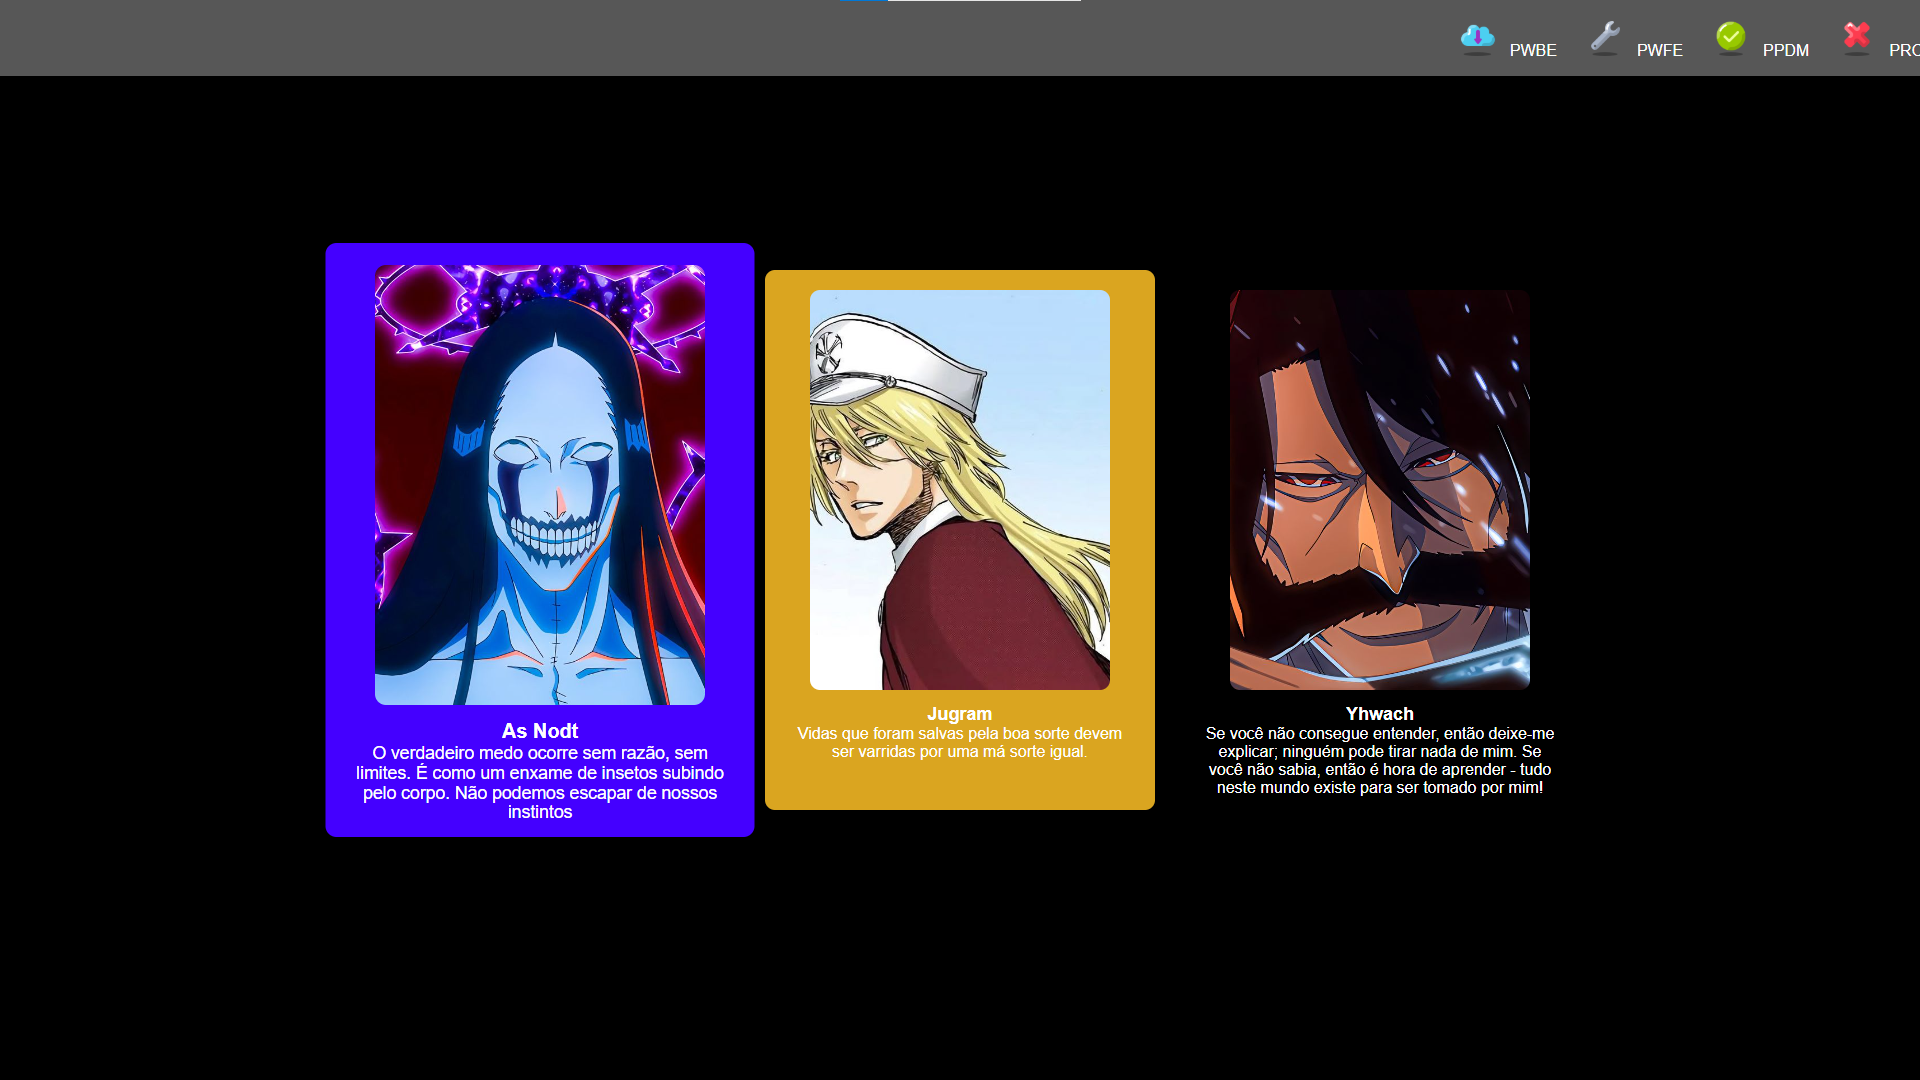 PWBE PWFE PPDM PRO
As Nodt
O verdadeiro medo ocorre sem razão, sem
limites. É como um enxame de insetos subindo
pelo corpo. Não podemos escapar de nossos
instintos
Jugram
Vidas que foram salvas pela boa sorte devem
ser varridas por uma má sorte igual.
Yhwach
Se você não consegue entender, então deixe-me
explicar; ninguém pode tirar nada de mim. Se
você não sabia, então é hora de aprender - tudo
neste mundo existe para ser tomado por mim!